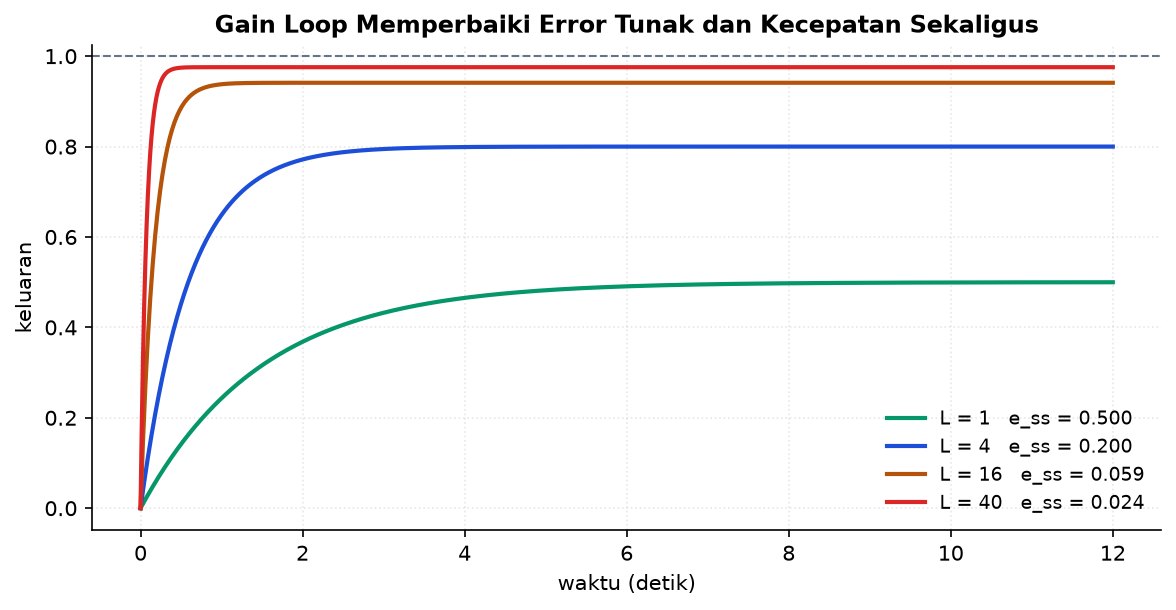 Gain Loop Memperbaiki Error Tunak dan Kecepatan Sekaligus
keluaran
1.0
0.8
0.6
0.4
0.2
0.0
L = 1 e_ss = 0.500
L = 4 e_ss = 0.200
L = 16 e_ss = 0.059
L = 40 e_ss = 0.024
0 2 4 6 8 10 12
waktu (detik)